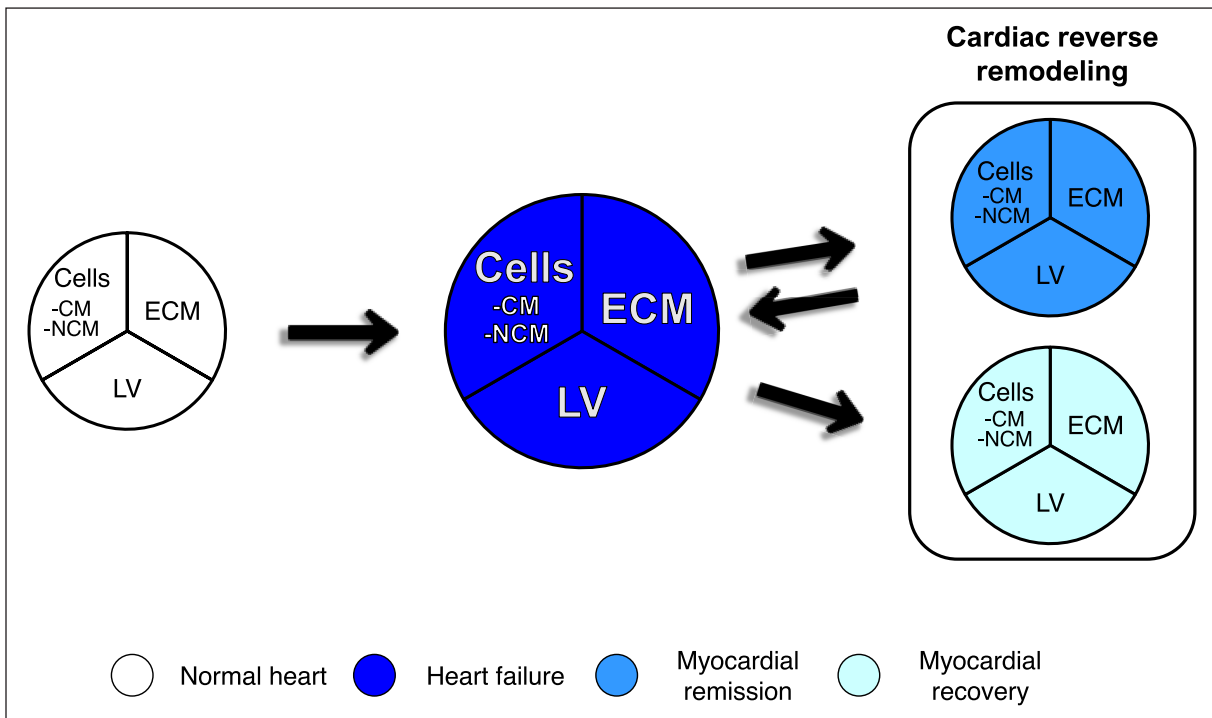 Cardiac reverse
remodeling
Cells
-CM
-NCM
ECM
LV
Cells
-CM
-NCM
ECM
LV
Cells
-CM
-NCM
ECM
LV
Cells
-CM
-NCM
ECM
LV
Normal heart
Heart failure
Myocardial
remission
Myocardial
recovery